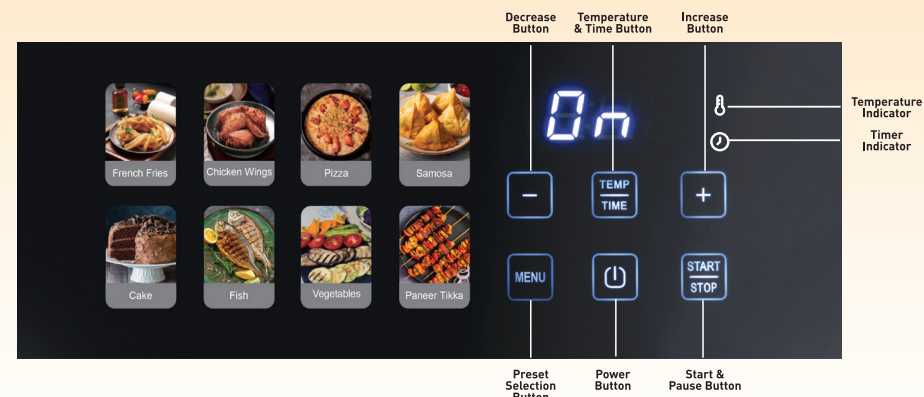 Decrease
Button
Temperature
& Time Button
Increase
Button
On
Temperature
Indicator
Timer
Indicator
French Fries
Chicken Wings
Pizza
Samosa
-
TEMP
TIME
+
Cake
Fish
Vegetables
Paneer Tikka
MENU
START
STOP
Preset
Selection
Button
Power
Button
Start &
Pause Button